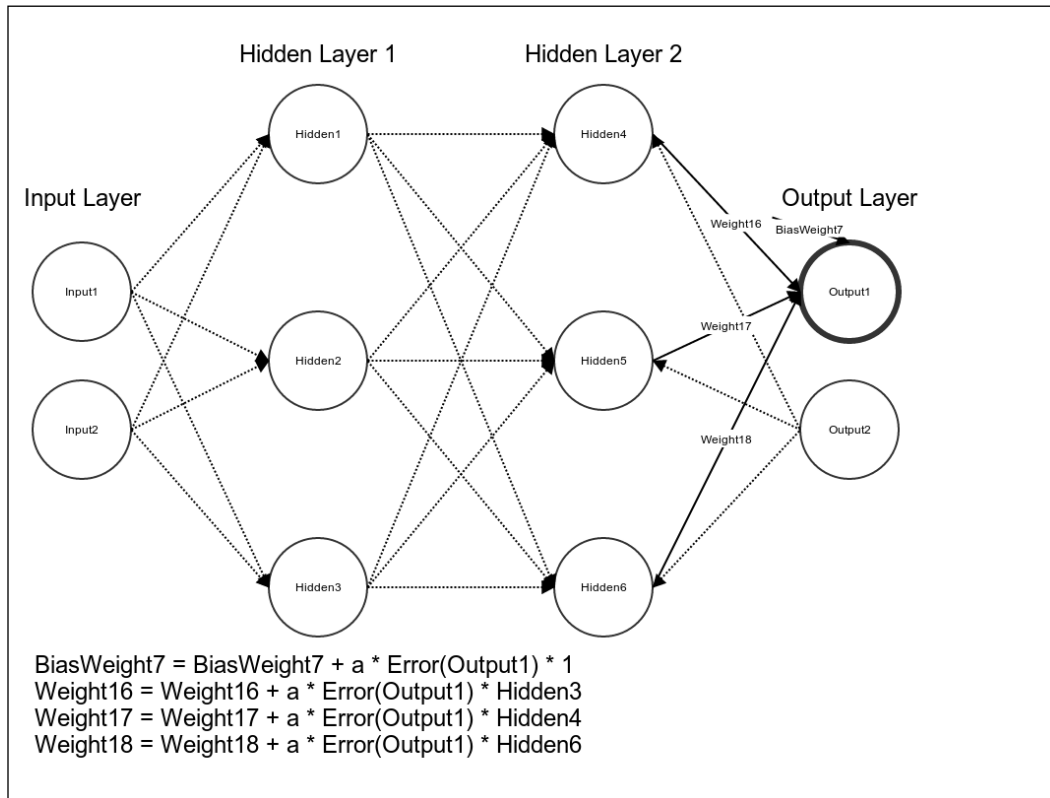 Hidden Layer 1
Hidden Layer 2
Hidden1
Hidden4
Input Layer
Output Layer
Weight16
BiasWeight7
Input1
Output1
Weight17
Hidden2
Hidden5
Input2
Weight18
Output2
Hidden3
Hidden6
BiasWeight7 = BiasWeight7 + a * Error(Output1) * 1
Weight16 = Weight16 + a * Error(Output1) * Hidden3
Weight17 = Weight17 + a * Error(Output1) * Hidden4
Weight18 = Weight18 + a * Error(Output1) * Hidden6